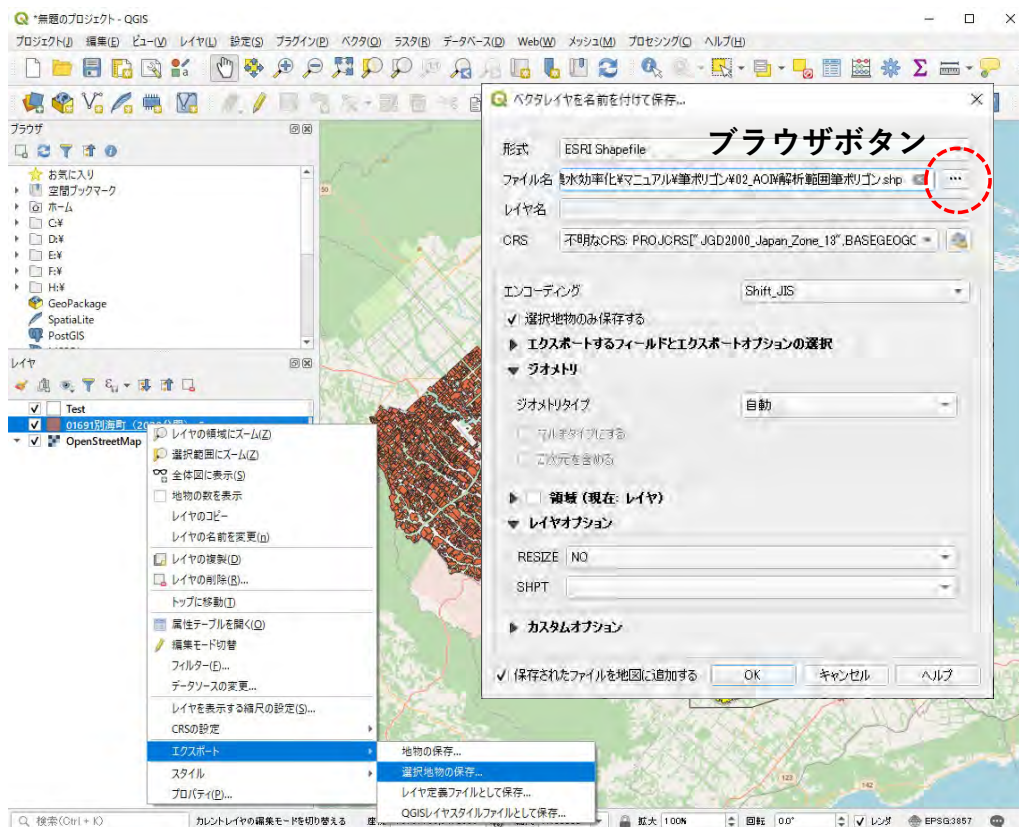 *無題のプロジェクト - QGIS
プロジェクト(J) 編集(E) ビュー(V) レイヤ(L) 設定(S) プラグイン(P) ベクタ(O) ラスタ(R) データベース(D) Web(W) メッシュ(M) プロセシング(C) ヘルプ(H)
ブラウザ
お気に入り
空間ブックマーク
ホーム
C:¥
D:¥
E:¥
F:¥
H:¥
GeoPackage
SpatiaLite
PostGIS
レイヤ
Test
01691別海町
OpenStreetMap
レイヤの領域にズーム(Z)
選択範囲にズーム(Z)
全体図に表示(S)
地物の数を表示
レイヤのコピー
レイヤの名前を変更(n)
レイヤの複製(D)
レイヤの削除(R)...
トップに移動(T)
属性テーブルを開く(O)
編集モード切替
フィルター(F)...
データソースの変更...
レイヤを表示する縮尺の設定(S)...
CRSの設定
エクスポート
スタイル
プロパティ(P)...
地物の保存...
選択地物の保存...
レイヤ定義ファイルとして保存...
QGISレイヤスタイルファイルとして保存...
ベクタレイヤを名前を付けて保存...
ブラウザボタン
形式 ESRI Shapefile
ファイル名 水効率化¥マニュアル¥筆ポリゴン¥02_AOI¥解析範囲筆ポリゴン.shp ...
レイヤ名
CRS 不明なCRS: PROJCRS["JGD2000_Japan_Zone_13",BASEGEOGC
エンコーディング Shift_JIS
選択地物のみ保存する
エクスポートするフィールドとエクスポートオプションの選択
ジオメトリ
ジオメトリタイプ 自動
マルチタイプにする
Z次元を含める
領域 (現在: レイヤ)
レイヤオプション
RESIZE NO
SHPT
カスタムオプション
保存されたファイルを地図に追加する OK キャンセル ヘルプ
検索(Ctrl + K) カレントレイヤの編集モードを切り替える 拡大 100% 回転 0.0° レンダ EPSG:3857